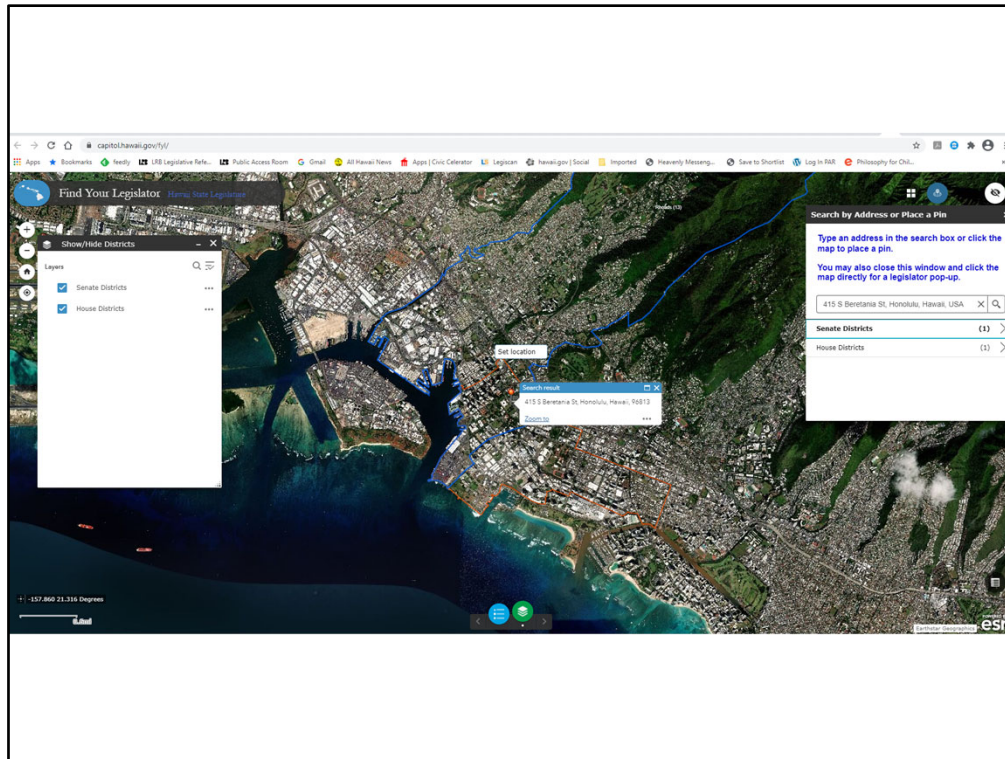 capitol.hawaii.gov/fyl/
Apps Bookmarks feedly LRB Legislative Refe... Public Access Room Gmail All Hawaii News Apps | Civic Celerator Legiscan hawaii.gov | Social Imported Heavenly Messeng... Save to Shortlist Log In PAR Philosophy for Chil...
Find Your Legislator Hawaii State Legislature
Show/Hide Districts
Layers
Senate Districts
House Districts
Set location
Search result
415 S Beretania St, Honolulu, Hawaii, 96813
Zoom to
Search by Address or Place a Pin
Type an address in the search box or click the
map to place a pin.
You may also close this window and click the
map directly for a legislator pop-up.
415 S Beretania St, Honolulu, Hawaii, USA
Senate Districts (1)
House Districts (1)
-157.860 21.316 Degrees
Earthstar Geographics
esri